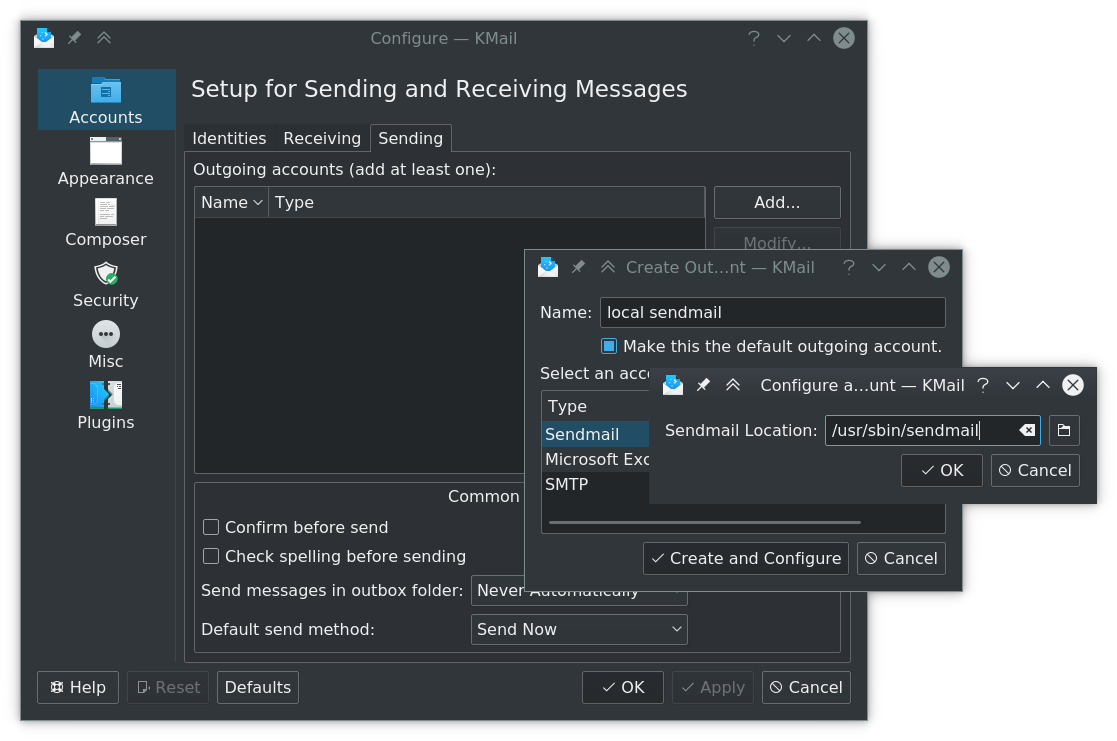 Configure — KMail
Accounts
Appearance
Composer
Security
Misc
Plugins
Setup for Sending and Receiving Messages
Identities Receiving Sending
Outgoing accounts (add at least one):
Name Type
Add...
Modify...
Common
Confirm before send
Check spelling before sending
Send messages in outbox folder: Never Automatically
Default send method: Send Now
Help Reset Defaults OK Apply Cancel
Create Out...nt — KMail
Name: local sendmail
Make this the default outgoing account.
Select an acc
Type
Sendmail
Microsoft Exc
SMTP
Create and Configure Cancel
Configure a...unt — KMail
Sendmail Location: /usr/sbin/sendmail
OK Cancel